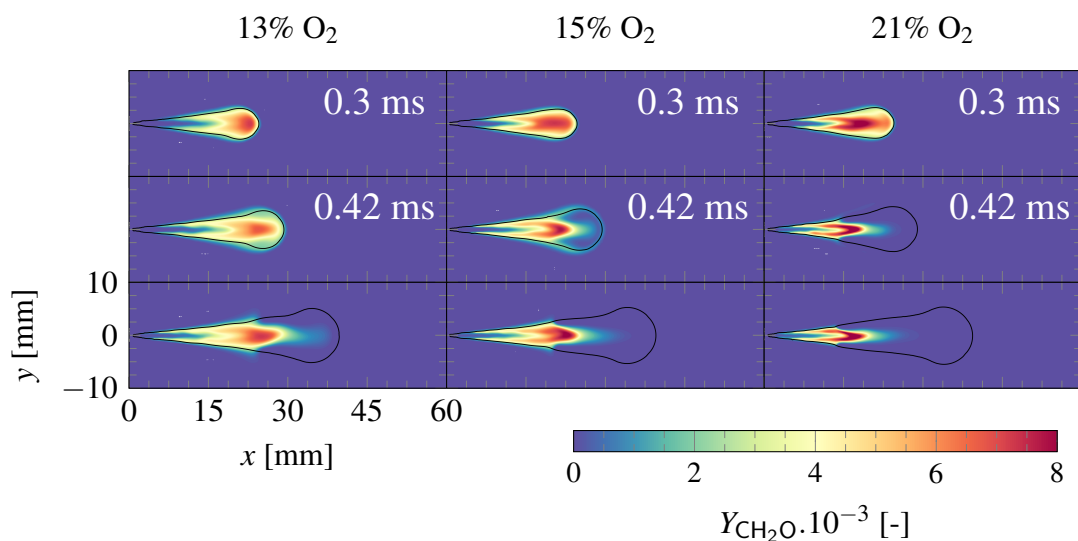 13% O₂ 15% O₂ 21% O₂
0.3 ms 0.3 ms 0.3 ms
0.42 ms 0.42 ms 0.42 ms
10
0
−10
y [mm]
0 15 30 45 60
x [mm]
0 2 4 6 8
Y_CH₂O.10⁻³ [-]